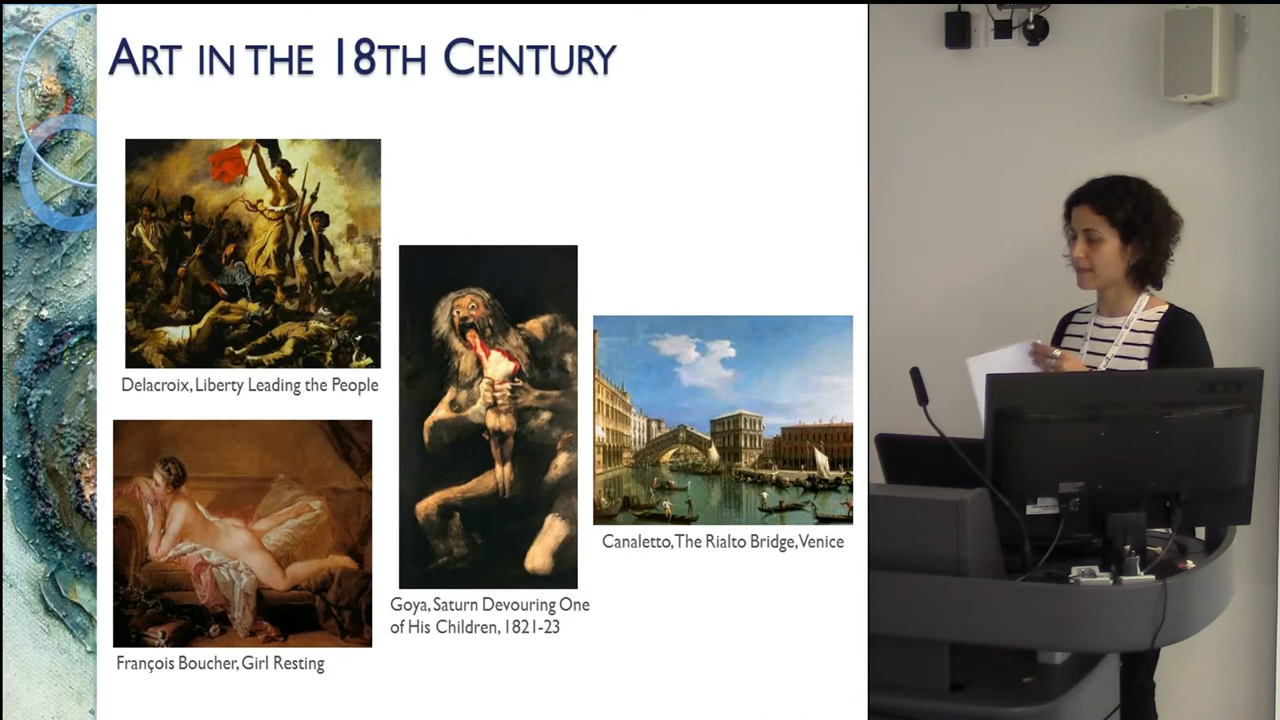 ART IN THE 18TH CENTURY
Delacroix, Liberty Leading the People
Canaletto, The Rialto Bridge, Venice
Goya, Saturn Devouring One
of His Children, 1821-23
François Boucher, Girl Resting